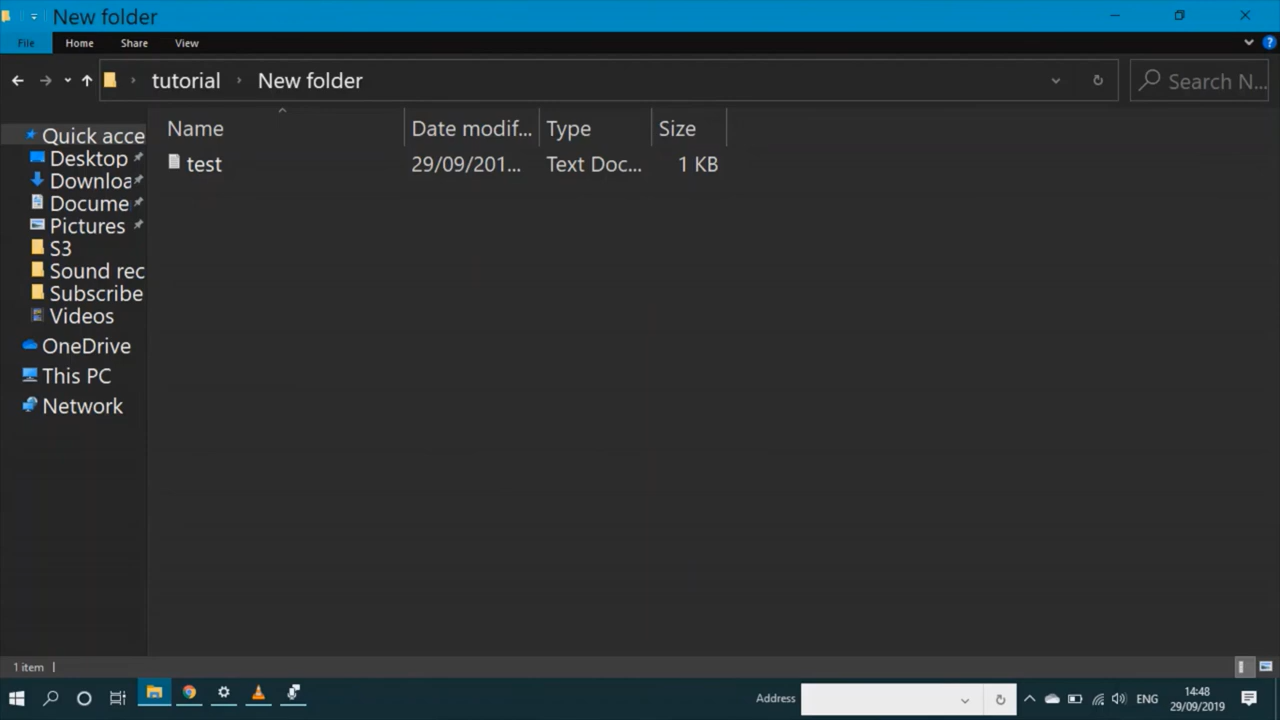 New folder
File Home Share View
tutorial New folder Search N...
Name Date modif... Type Size
test 29/09/201... Text Doc... 1 KB
Quick acce
Desktop
Downloa
Docume
Pictures
S3
Sound rec
Subscribe
Videos
OneDrive
This PC
Network
1 item
Address ENG 14:48
29/09/2019